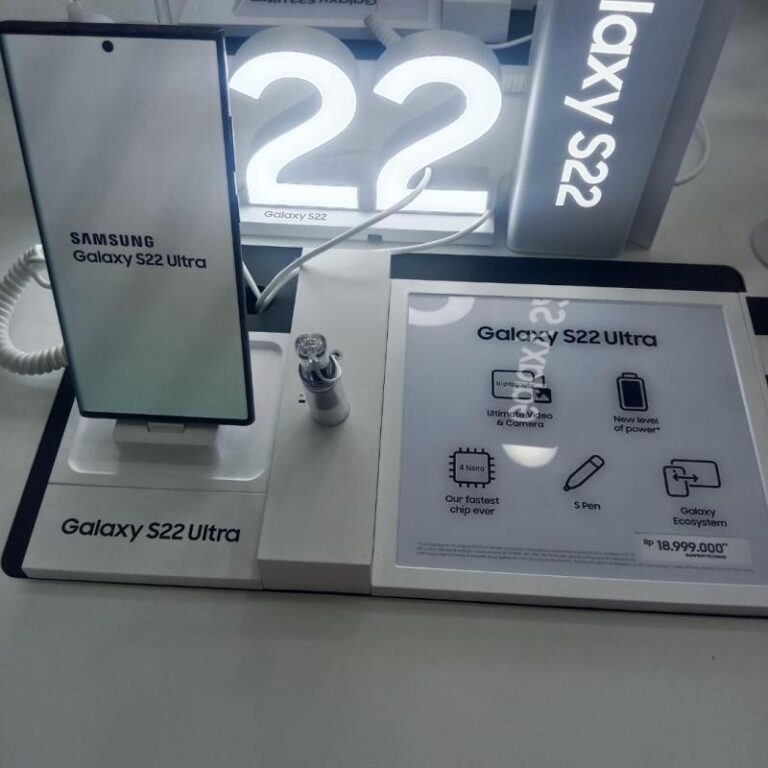 22
Galaxy S22
Galaxy S22
SAMSUNG
Galaxy S22 Ultra
Galaxy S22 Ultra
Galaxy S22 Ultra
Nightography
Ultimate Video
& Camera
New level
of power*
4 Nano
Our fastest
chip ever
S Pen
Galaxy
Ecosystem
Rp 18.999.000**